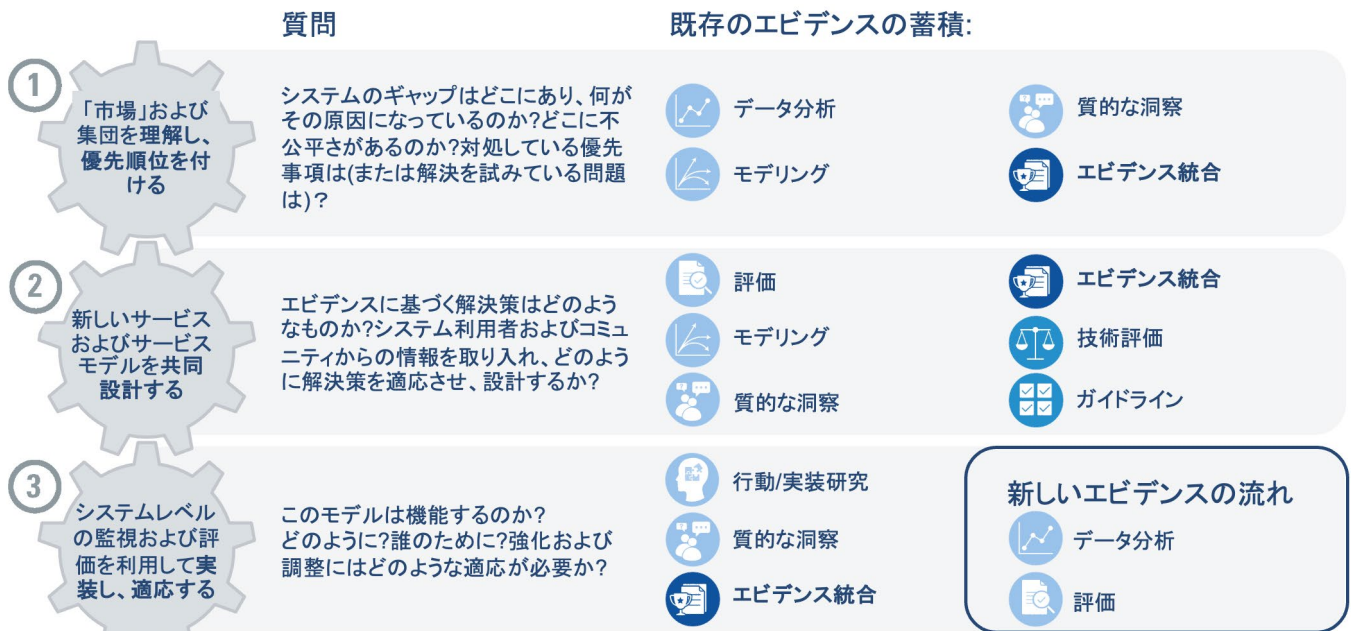 質問
既存のエビデンスの蓄積:
1
「市場」および
集団を理解し、
優先順位を付
ける
システムのギャップはどこにあり、何が
その原因になっているのか?どこに不
公平さがあるのか?対処している優先
事項は(または解決を試みている問題
は)?
データ分析
モデリング
質的な洞察
エビデンス統合
2
新しいサービス
およびサービス
モデルを共同
設計する
エビデンスに基づく解決策はどのよう
なものか?システム利用者およびコミュ
ニティからの情報を取り入れ、どのよう
に解決策を適応させ、設計するか?
評価
モデリング
質的な洞察
エビデンス統合
技術評価
ガイドライン
3
システムレベル
の監視および評
価を利用して実
装し、適応する
このモデルは機能するのか?
どのように?誰のために?強化および
調整にはどのような適応が必要か?
行動/実装研究
質的な洞察
エビデンス統合
新しいエビデンスの流れ
データ分析
評価